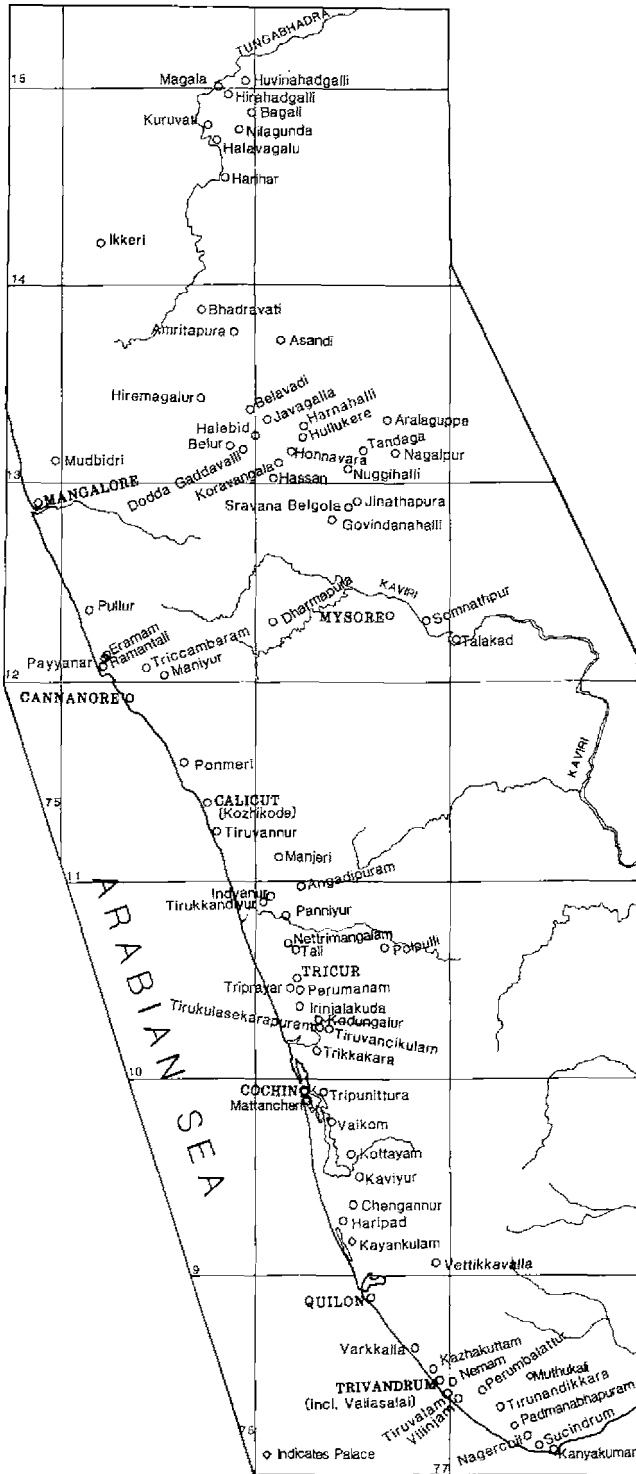 TUNGABHADRA
15
Magala
Huvinahadgalli
Hirahadgalli
Bagali
Kuruvati
Nilagunda
Halavagalu
Harihar
Ikkeri
14
Bhadravati
Amritapura
Asandi
Hiremagalur
Belavadi
Javagalla
Harnahalli
Hullukere
Aralaguppe
Halebid
Belur
Honnavara
Tandaga
Nagalpur
Mudbidri
Dodda Gaddavalli
Koravangala
Hassan
Nuggihalli
13
MANGALORE
Sravana Belgola
Jinathapura
Govindanahalli
KAVIRI
Pullur
Dharmapura
MYSORE
Somnathpur
Talakad
Eramam
Ramantali
Payyanar
Triccambaram
Maniyur
12
CANNANORE
KAVIRI
Ponmeri
75
CALICUT
(Kozhikode)
Tiruvannur
Manjeri
11
Angadipuram
Indyanur
Tirukkandiyur
Panniyur
Nettrimangalam
Tali
Polpulli
TRICUR
Triprayar
Perumanam
Irinjalakuda
Tirukulasekarapuram
Kodungalur
Tiruvancikulam
Trikkakara
10
COCHIN
Tripunittura
Mattancheri
Vaikom
Kottayam
Kaviyur
Chengannur
Haripad
Kayankulam
Vettikkavalla
9
QUILON
Varkkalla
Kazhakuttam
Nemam
Perumbalattur
Muthukali
TRIVANDRUM
(incl. Valiasalai)
Tirunandikkara
Padmanabhapuram
Tiruvalam
Vilinjam
Nagercoil
Sucindrum
Kanyakumari
76
77
Indicates Palace
ARABIAN SEA